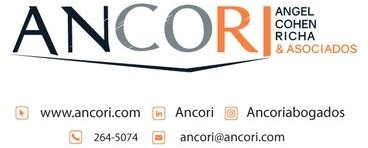 ANCORI
ANGEL
COHEN
RICHA
& ASOCIADOS
www.ancori.com Ancori Ancoriabogados
264-5074 ancori@ancori.com